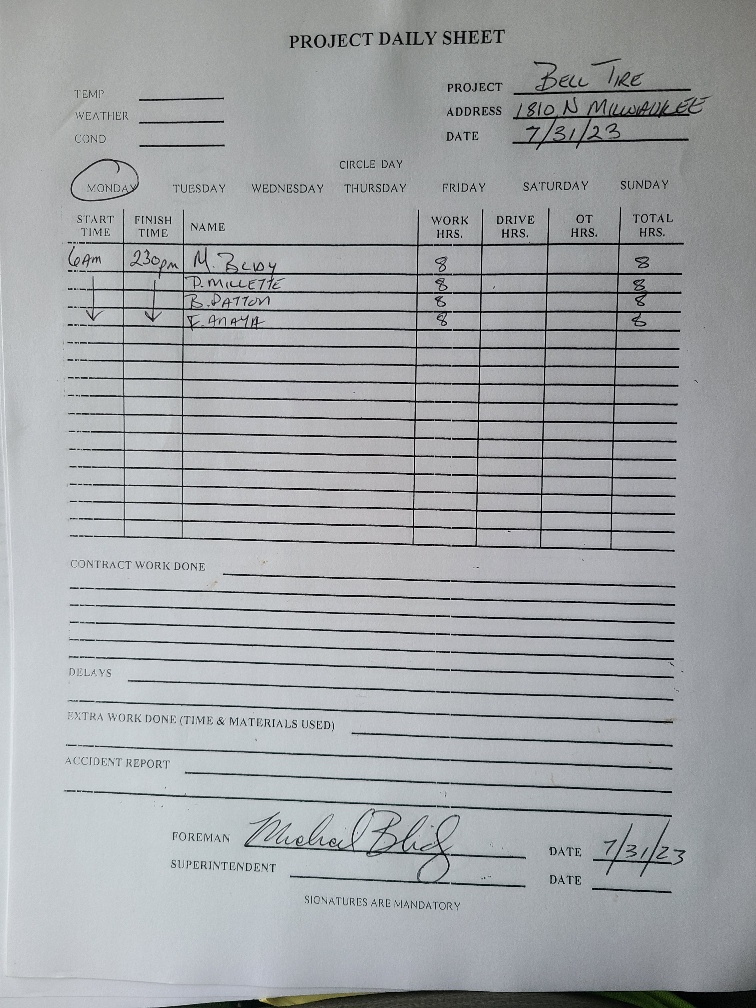 PROJECT DAILY SHEET
TEMP
WEATHER
COND
PROJECT BELL TIRE
ADDRESS 1810 N MILWAUKEE
DATE 7/31/23
CIRCLE DAY
MONDAY TUESDAY WEDNESDAY THURSDAY FRIDAY SATURDAY SUNDAY
START TIME FINISH TIME NAME WORK HRS. DRIVE HRS. OT HRS. TOTAL HRS.
6AM 230pm M. 8 8
D. MILLETTE 8 8
B. PATTON 8 8
ANAYA 8 8
CONTRACT WORK DONE
DELAYS
EXTRA WORK DONE (TIME & MATERIALS USED)
ACCIDENT REPORT
FOREMAN Michael DATE 7/31/23
SUPERINTENDENT DATE
SIGNATURES ARE MANDATORY